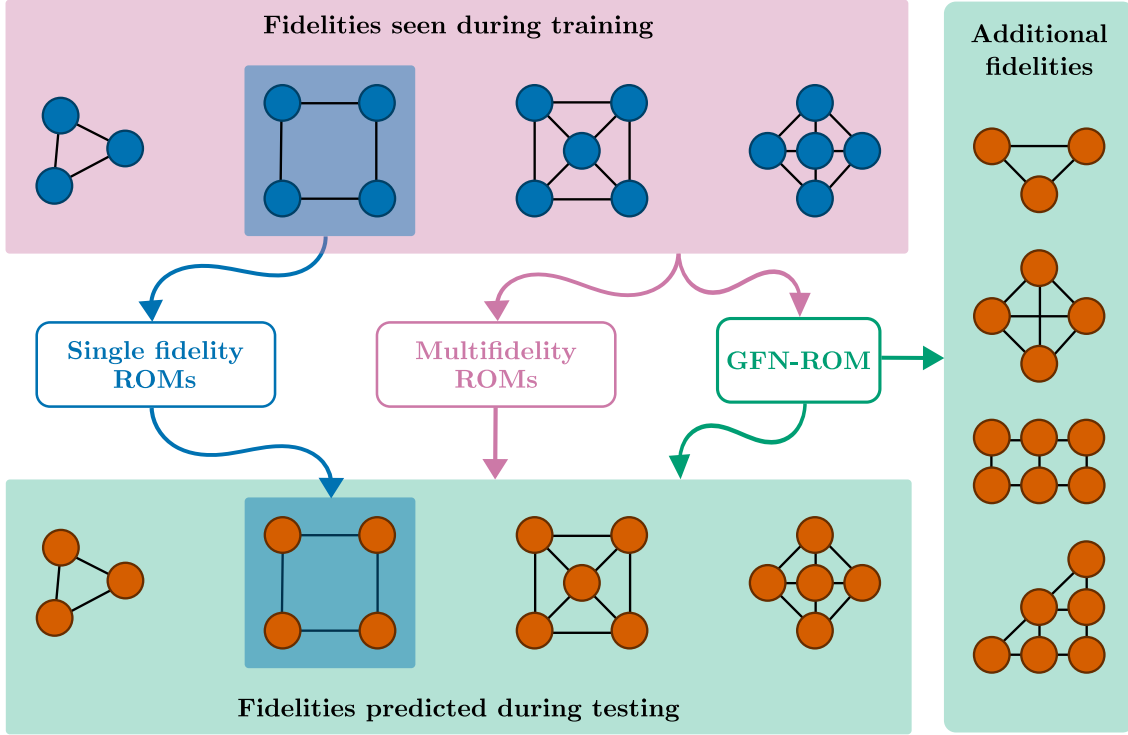 Fidelities seen during training
Additional
fidelities
Single fidelity
ROMs
Multifidelity
ROMs
GFN-ROM
Fidelities predicted during testing